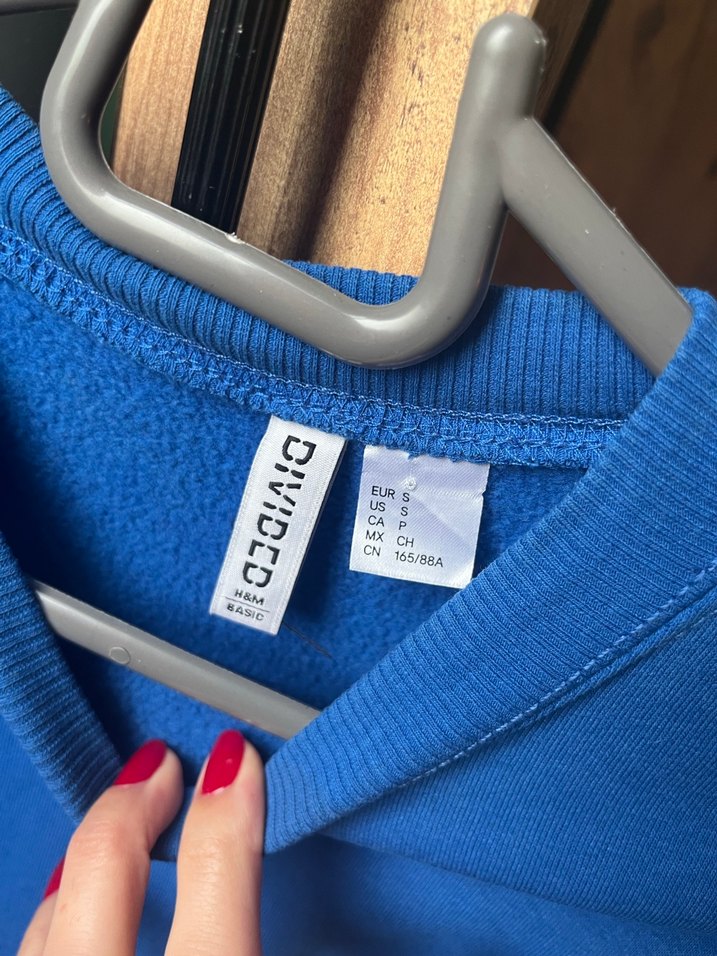 DIVIDED
H&M
BASIC
EUR S
US S
CA P
MX CH
CN 165/88A